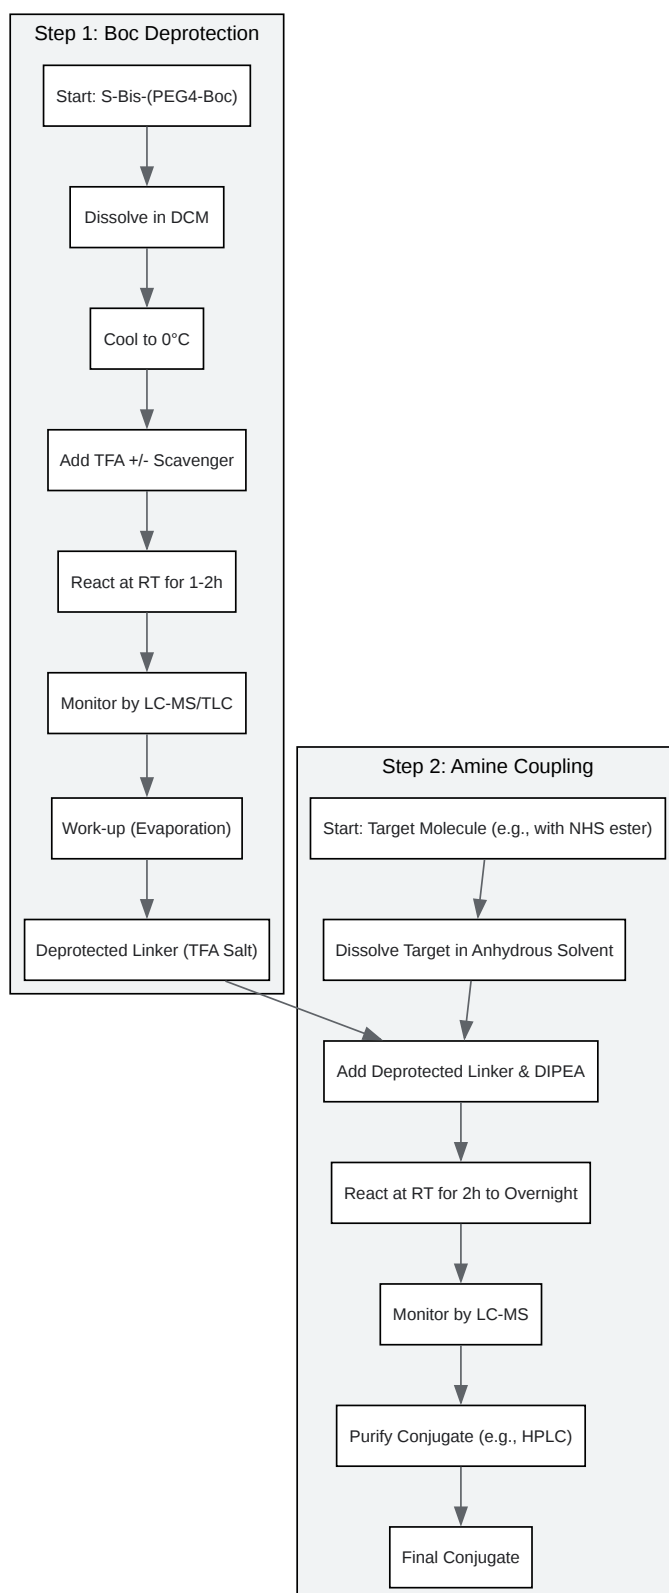 Step 1: Boc Deprotection
Start: S-Bis-(PEG4-Boc)
Dissolve in DCM
Cool to 0°C
Add TFA +/- Scavenger
React at RT for 1-2h
Monitor by LC-MS/TLC
Work-up (Evaporation)
Deprotected Linker (TFA Salt)
Step 2: Amine Coupling
Start: Target Molecule (e.g., with NHS ester)
Dissolve Target in Anhydrous Solvent
Add Deprotected Linker & DIPEA
React at RT for 2h to Overnight
Monitor by LC-MS
Purify Conjugate (e.g., HPLC)
Final Conjugate